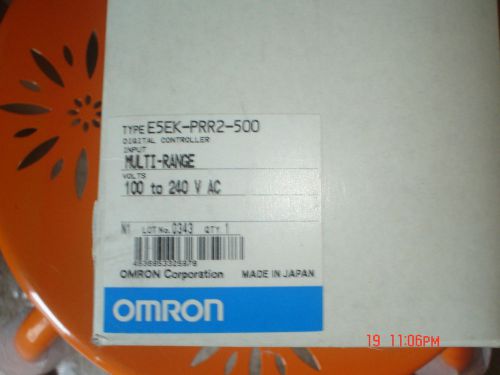 TYPE E5EK-PRR2-500
DIGITAL CONTROLLER
INPUT
MULTI-RANGE
VOLTS
100 to 240 V AC
N1 LOT No. 0343 QTY. 1
OMRON Corporation MADE IN JAPAN
OMRON
19 11:06PM